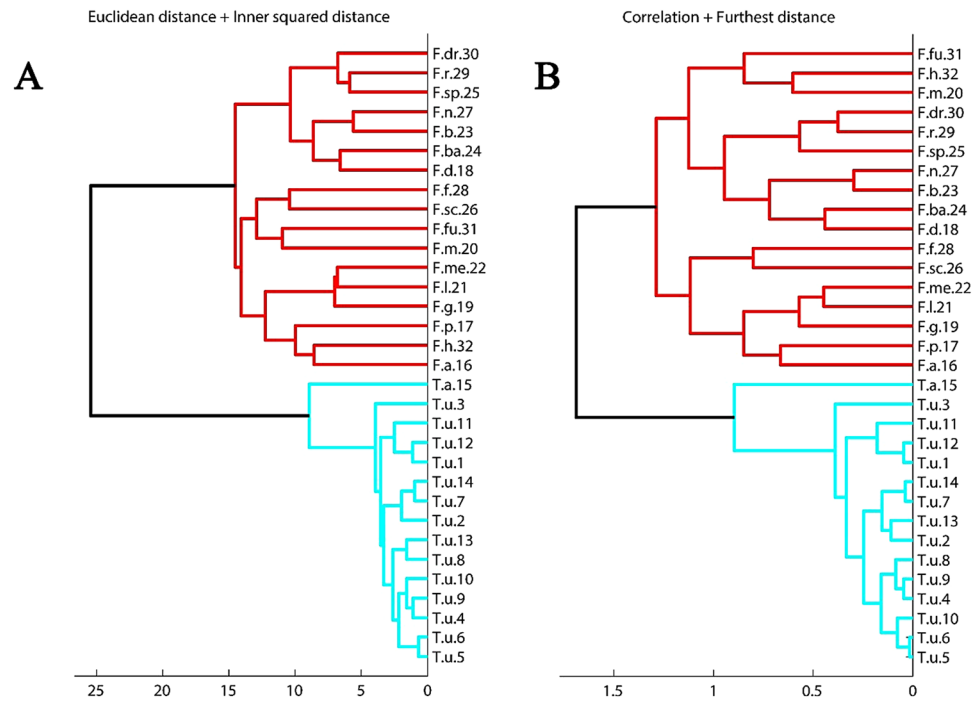 Euclidean distance + Inner squared distance
A
F.dr.30
F.r.29
F.sp.25
F.n.27
F.b.23
F.ba.24
F.d.18
F.f.28
F.sc.26
F.fu.31
F.m.20
F.me.22
F.l.21
F.g.19
F.p.17
F.h.32
F.a.16
T.a.15
T.u.3
T.u.11
T.u.12
T.u.1
T.u.14
T.u.7
T.u.2
T.u.13
T.u.8
T.u.10
T.u.9
T.u.4
T.u.6
T.u.5
25 20 15 10 5 0
Correlation + Furthest distance
B
F.fu.31
F.h.32
F.m.20
F.dr.30
F.r.29
F.sp.25
F.n.27
F.b.23
F.ba.24
F.d.18
F.f.28
F.sc.26
F.me.22
F.l.21
F.g.19
F.p.17
F.a.16
T.a.15
T.u.3
T.u.11
T.u.12
T.u.1
T.u.14
T.u.7
T.u.13
T.u.2
T.u.8
T.u.9
T.u.4
T.u.10
T.u.6
T.u.5
1.5 1 0.5 0